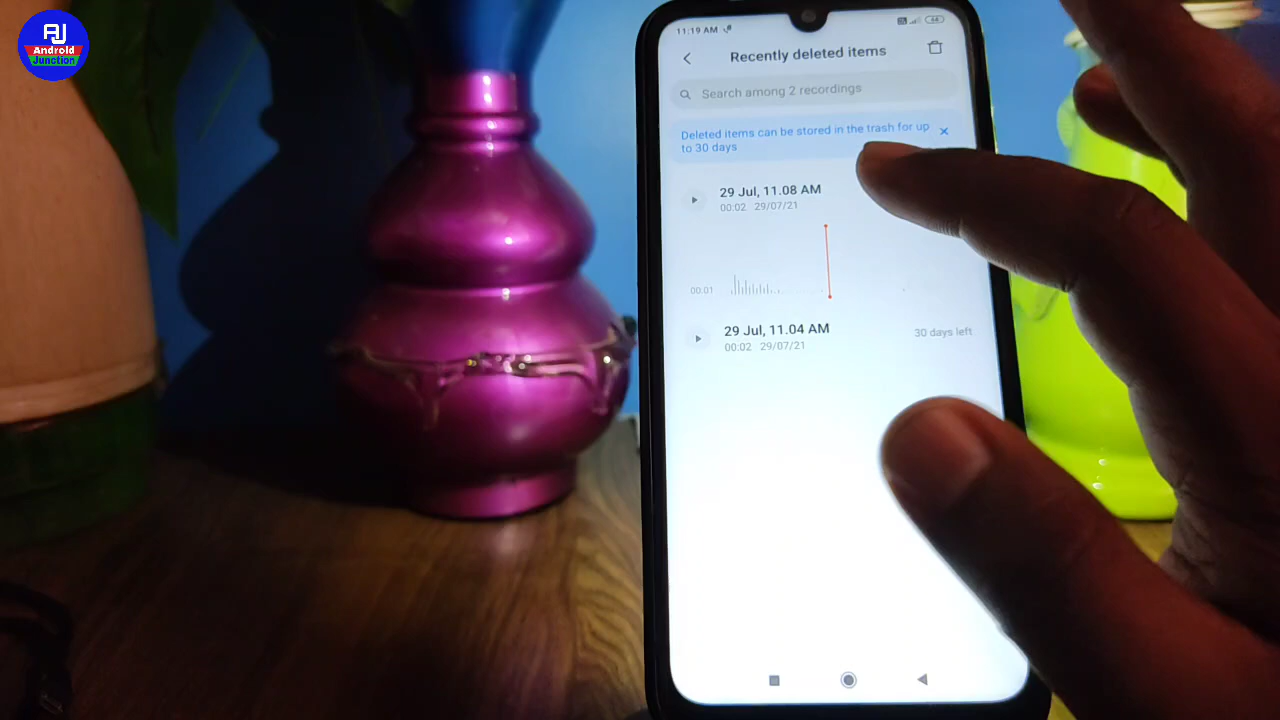 AJ
Android
Junction
11:19 AM
66
Recently deleted items
Search among 2 recordings
Deleted items can be stored in the trash for up
to 30 days
29 Jul, 11.08 AM
00:02 29/07/21
00.01
29 Jul, 11.04 AM
30 days left
00:02 29/07/21